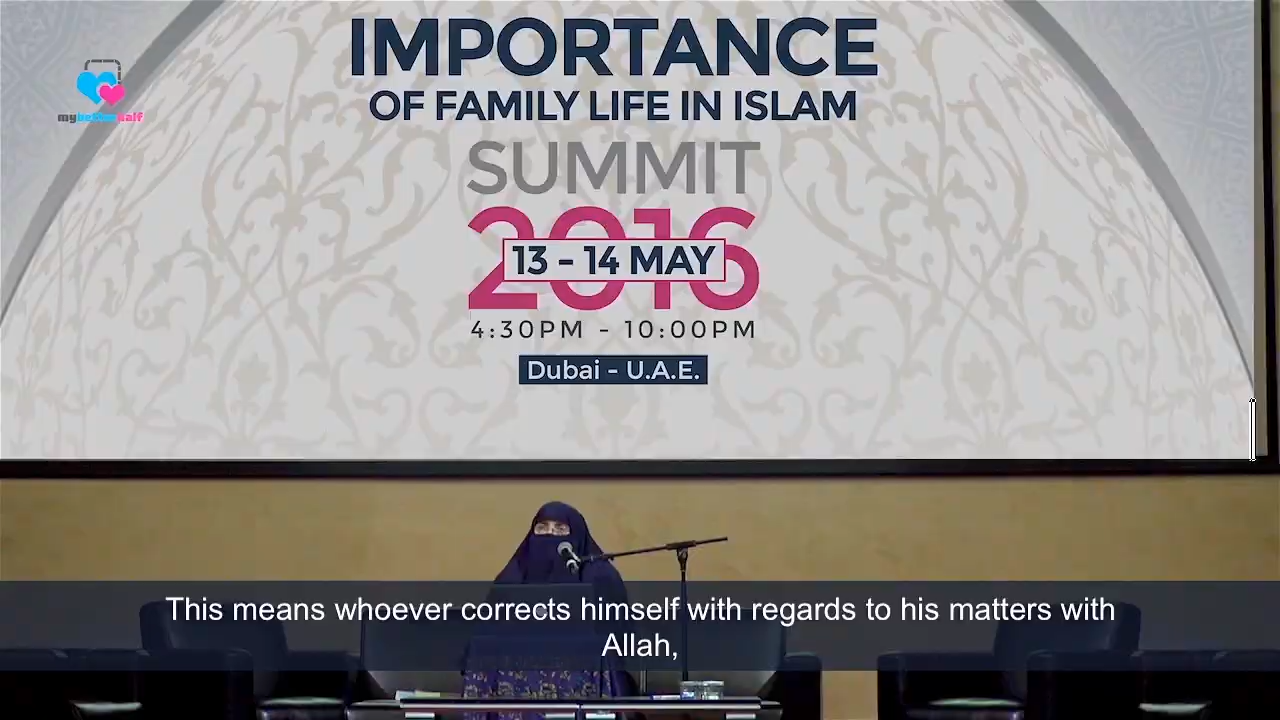 IMPORTANCE
OF FAMILY LIFE IN ISLAM
SUMMIT
2016
13 - 14 MAY
4:30PM - 10:00PM
Dubai - U.A.E.
mybetterhalf
This means whoever corrects himself with regards to his matters with
Allah,